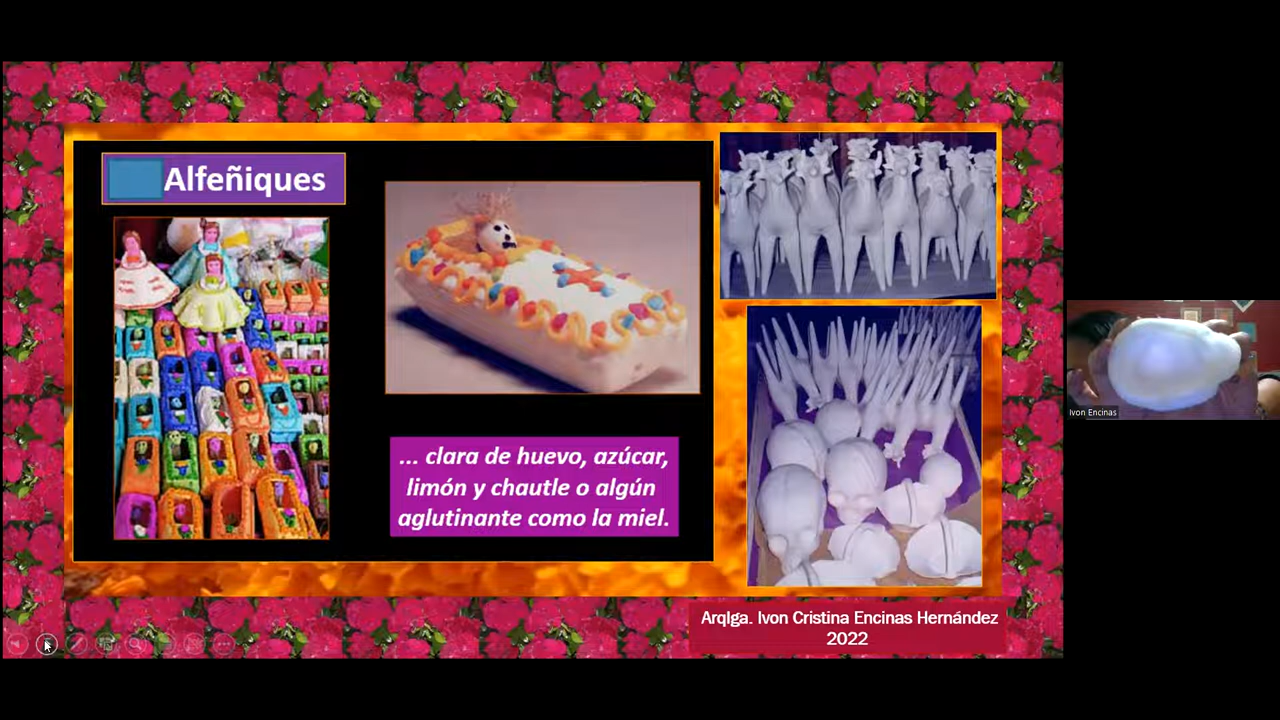 Alfeñiques
... clara de huevo, azúcar,
limón y chautle o algún
aglutinante como la miel.
Arqlga. Ivon Cristina Encinas Hernández
2022
Ivon Encinas